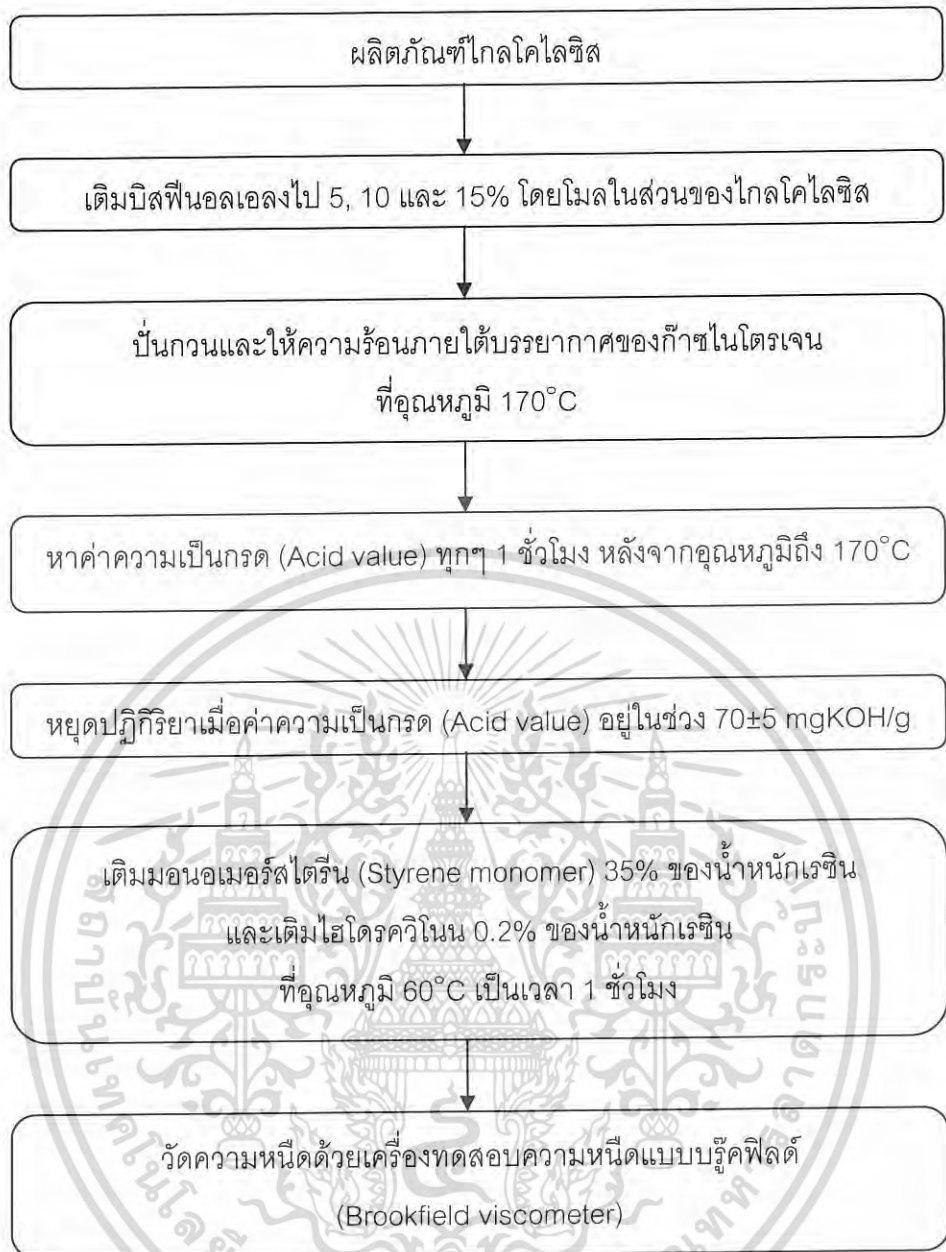 ผลิตภัณฑ์ไกลโคไลซิส
เติมบิสฟีนอลเอลงไป 5, 10 และ 15% โดยโมลในส่วนของไกลโคไลซิส
ปั่นกวนและให้ความร้อนภายใต้บรรยากาศของก๊าซไนโตรเจน
ที่อุณหภูมิ 170°C
หาค่าความเป็นกรด (Acid value) ทุกๆ 1 ชั่วโมง หลังจากอุณหภูมิถึง 170°C
หยุดปฏิกิริยาเมื่อค่าความเป็นกรด (Acid value) อยู่ในช่วง 70±5 mgKOH/g
เติมมอนอเมอร์สไตรีน (Styrene monomer) 35% ของน้ำหนักเรซิน
และเติมไฮโดรควิโนน 0.2% ของน้ำหนักเรซิน
ที่อุณหภูมิ 60°C เป็นเวลา 1 ชั่วโมง
วัดความหนืดด้วยเครื่องทดสอบความหนืดแบบบรู๊คฟิลด์
(Brookfield viscometer)